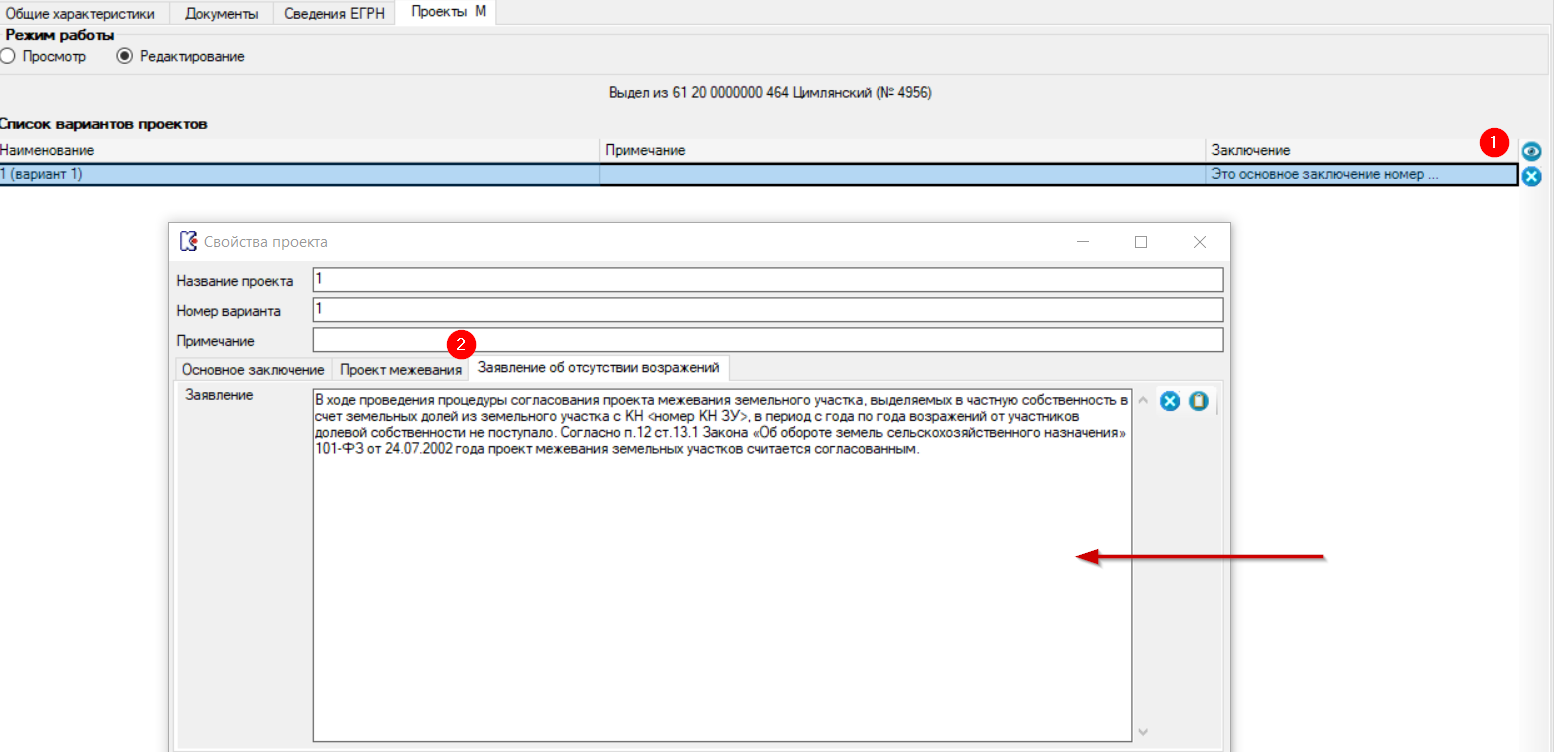 Общие характеристики Документы Сведения ЕГРН Проекты М
Режим работы
Просмотр Редактирование
Выдел из 61 20 0000000 464 Цимлянский (№ 4956)
Список вариантов проектов
Наименование Примечание Заключение 1
1 (вариант 1) Это основное заключение номер ...
Свойства проекта
Название проекта 1
Номер варианта 1
Примечание
2
Основное заключение Проект межевания Заявление об отсутствии возражений
Заявление
В ходе проведения процедуры согласования проекта межевания земельного участка, выделяемых в частную собственность в
счет земельных долей из земельного участка с КН <номер КН ЗУ>, в период с года по года возражений от участников
долевой собственности не поступало. Согласно п.12 ст.13.1 Закона «Об обороте земель сельскохозяйственного назначения»
101-ФЗ от 24.07.2002 года проект межевания земельных участков считается согласованным.